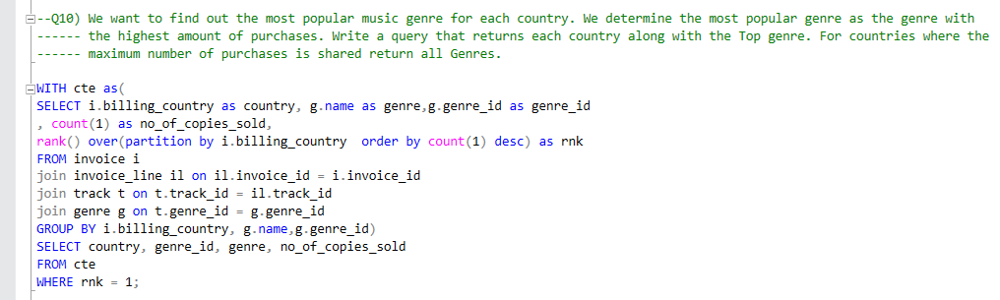 --Q10) We want to find out the most popular music genre for each country. We determine the most popular genre as the genre with
------ the highest amount of purchases. Write a query that returns each country along with the Top genre. For countries where the
------ maximum number of purchases is shared return all Genres.
WITH cte as(
SELECT i.billing_country as country, g.name as genre,g.genre_id as genre_id
, count(1) as no_of_copies_sold,
rank() over(partition by i.billing_country  order by count(1) desc) as rnk
FROM invoice i
join invoice_line il on il.invoice_id = i.invoice_id
join track t on t.track_id = il.track_id
join genre g on t.genre_id = g.genre_id
GROUP BY i.billing_country, g.name,g.genre_id)
SELECT country, genre_id, genre, no_of_copies_sold
FROM cte
WHERE rnk = 1;